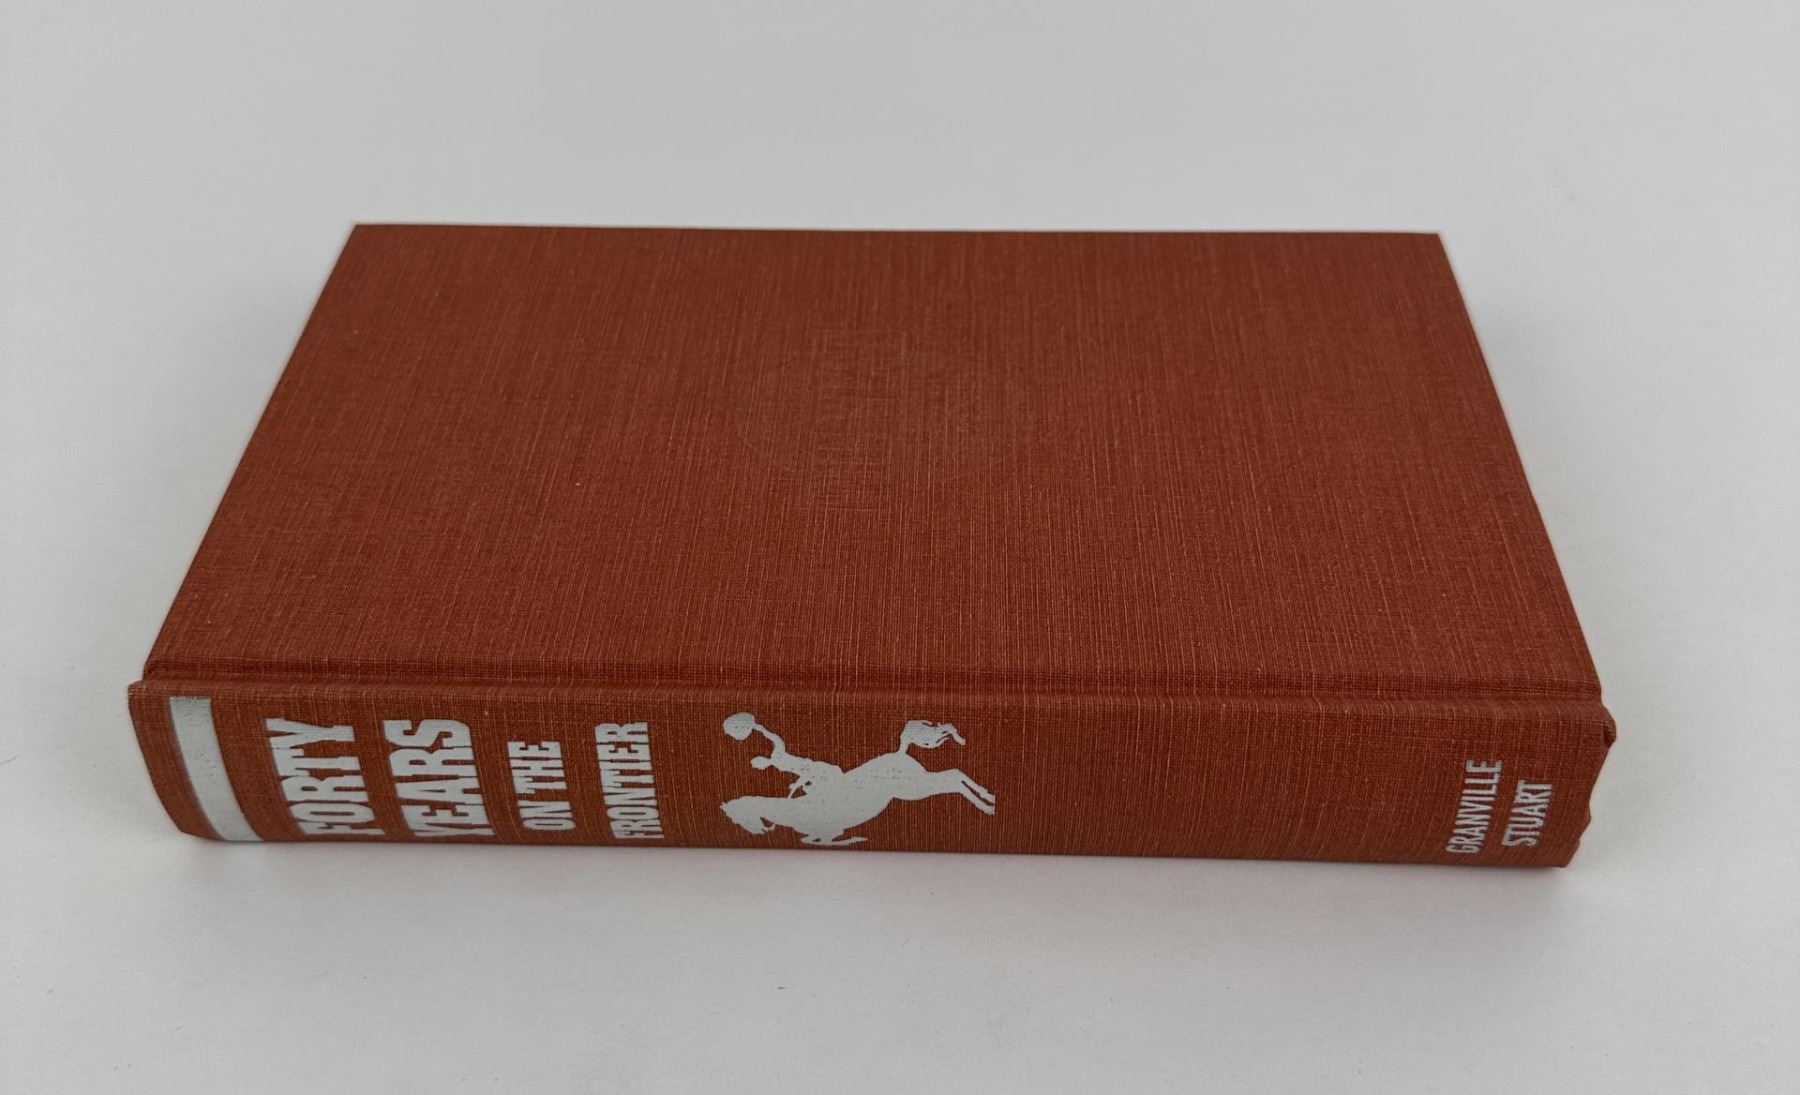 FORTY
YEARS
ON THE
FRONTIER
GRANVILLE
STUART